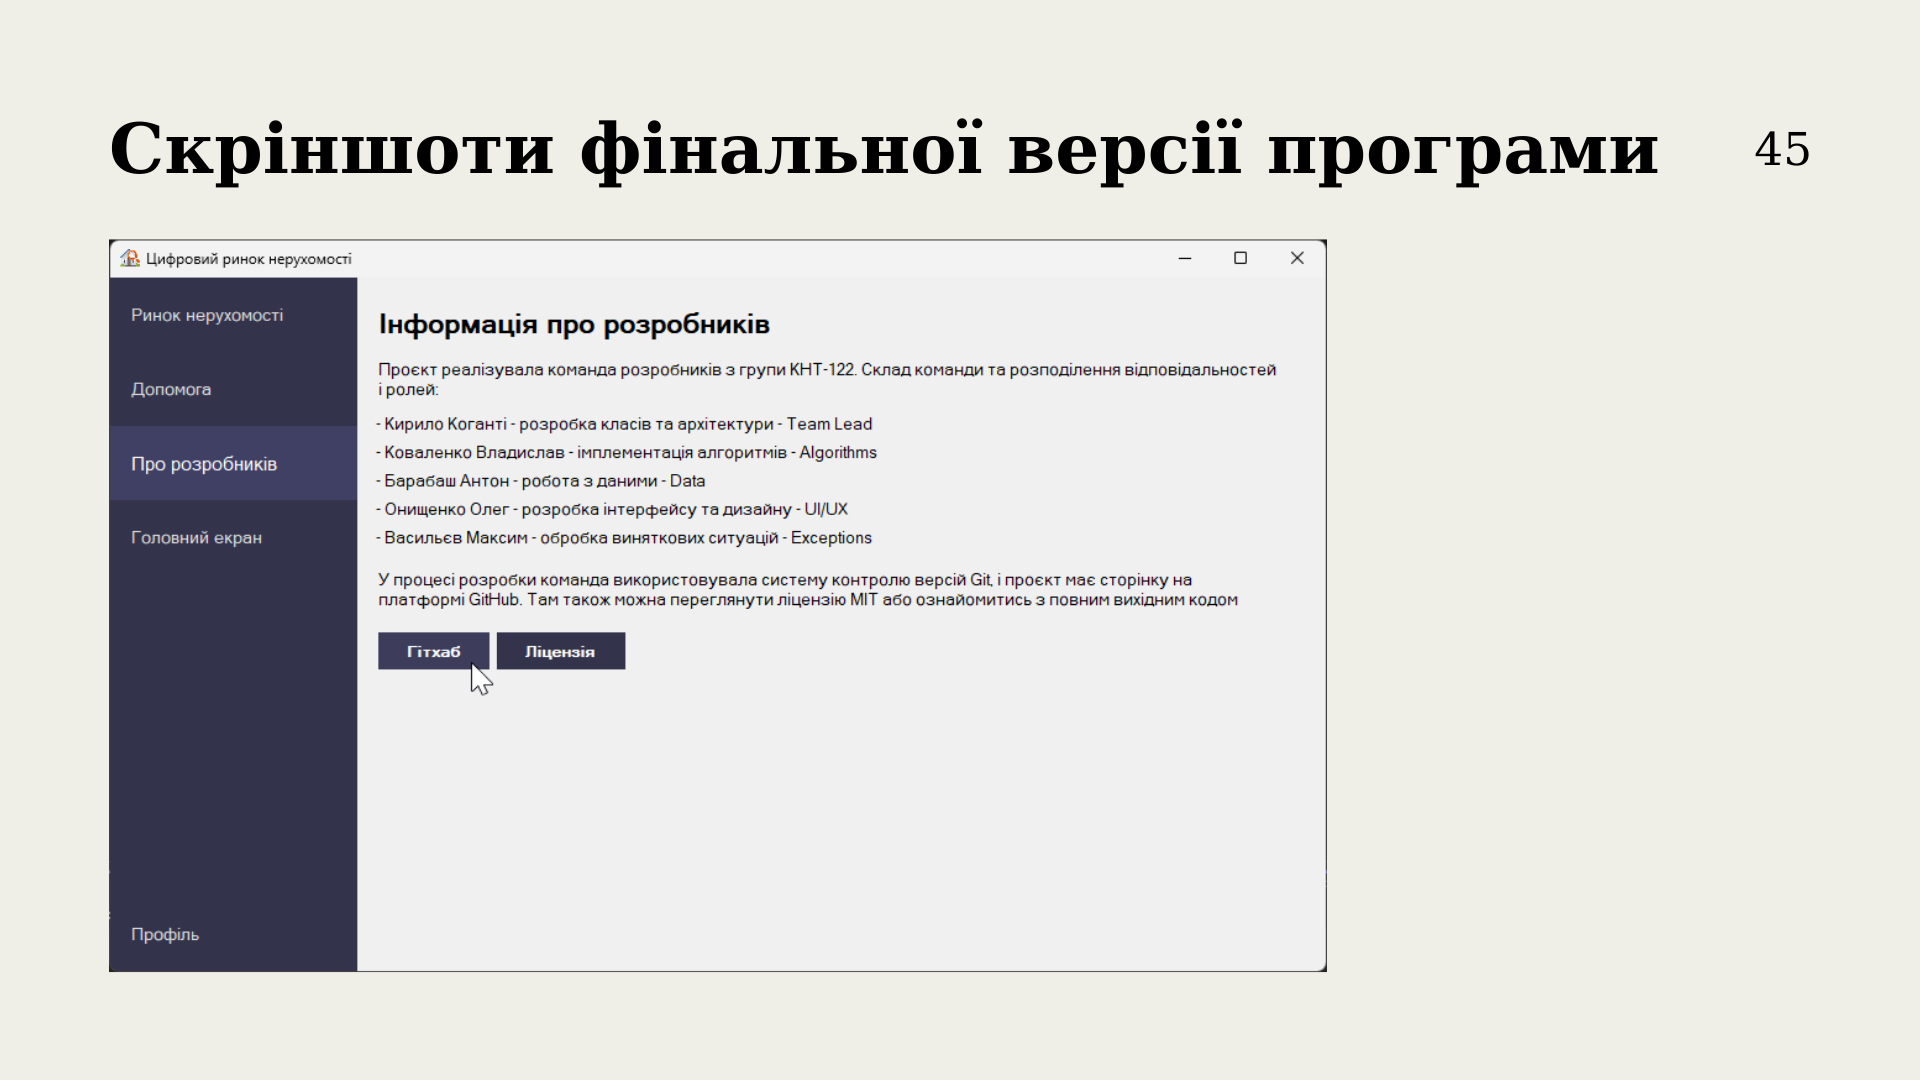 Скріншоти фінальної версії програми
45
Цифровий ринок нерухомості
Ринок нерухомості
Допомога
Про розробників
Головний екран
Профіль
Інформація про розробників
Проєкт реалізувала команда розробників з групи КНТ-122. Склад команди та розподілення відповідальностей
і ролей:
- Кирило Коганті - розробка класів та архітектури - Team Lead
- Коваленко Владислав - імплементація алгоритмів - Algorithms
- Барабаш Антон - робота з даними - Data
- Онищенко Олег - розробка інтерфейсу та дизайну - UI/UX
- Васильєв Максим - обробка виняткових ситуацій - Exceptions
У процесі розробки команда використовувала систему контролю версій Git, і проєкт має сторінку на
платформі GitHub. Там також можна переглянути ліцензію MIT або ознайомитись з повним вихідним кодом
Гітхаб
Ліцензія